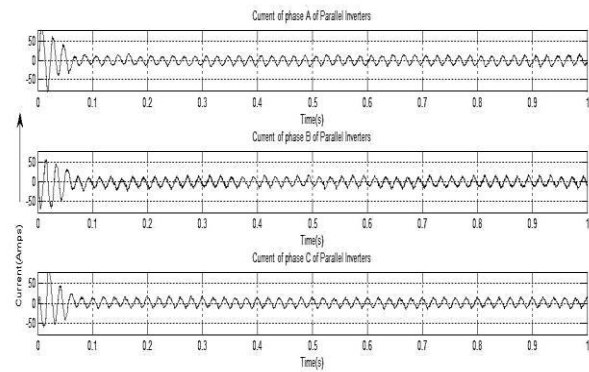 Current of phase A of Parallel Inverters
50
0
-50
0 0.1 0.2 0.3 0.4 0.5 0.6 0.7 0.8 0.9 1
Time(s)
Current of phase B of Parallel Inverters
50
0
-50
0 0.1 0.2 0.3 0.4 0.5 0.6 0.7 0.8 0.9 1
Time(s)
Current of phase C of Parallel Inverters
50
0
-50
0 0.1 0.2 0.3 0.4 0.5 0.6 0.7 0.8 0.9 1
Time(s)
Current(Amps)